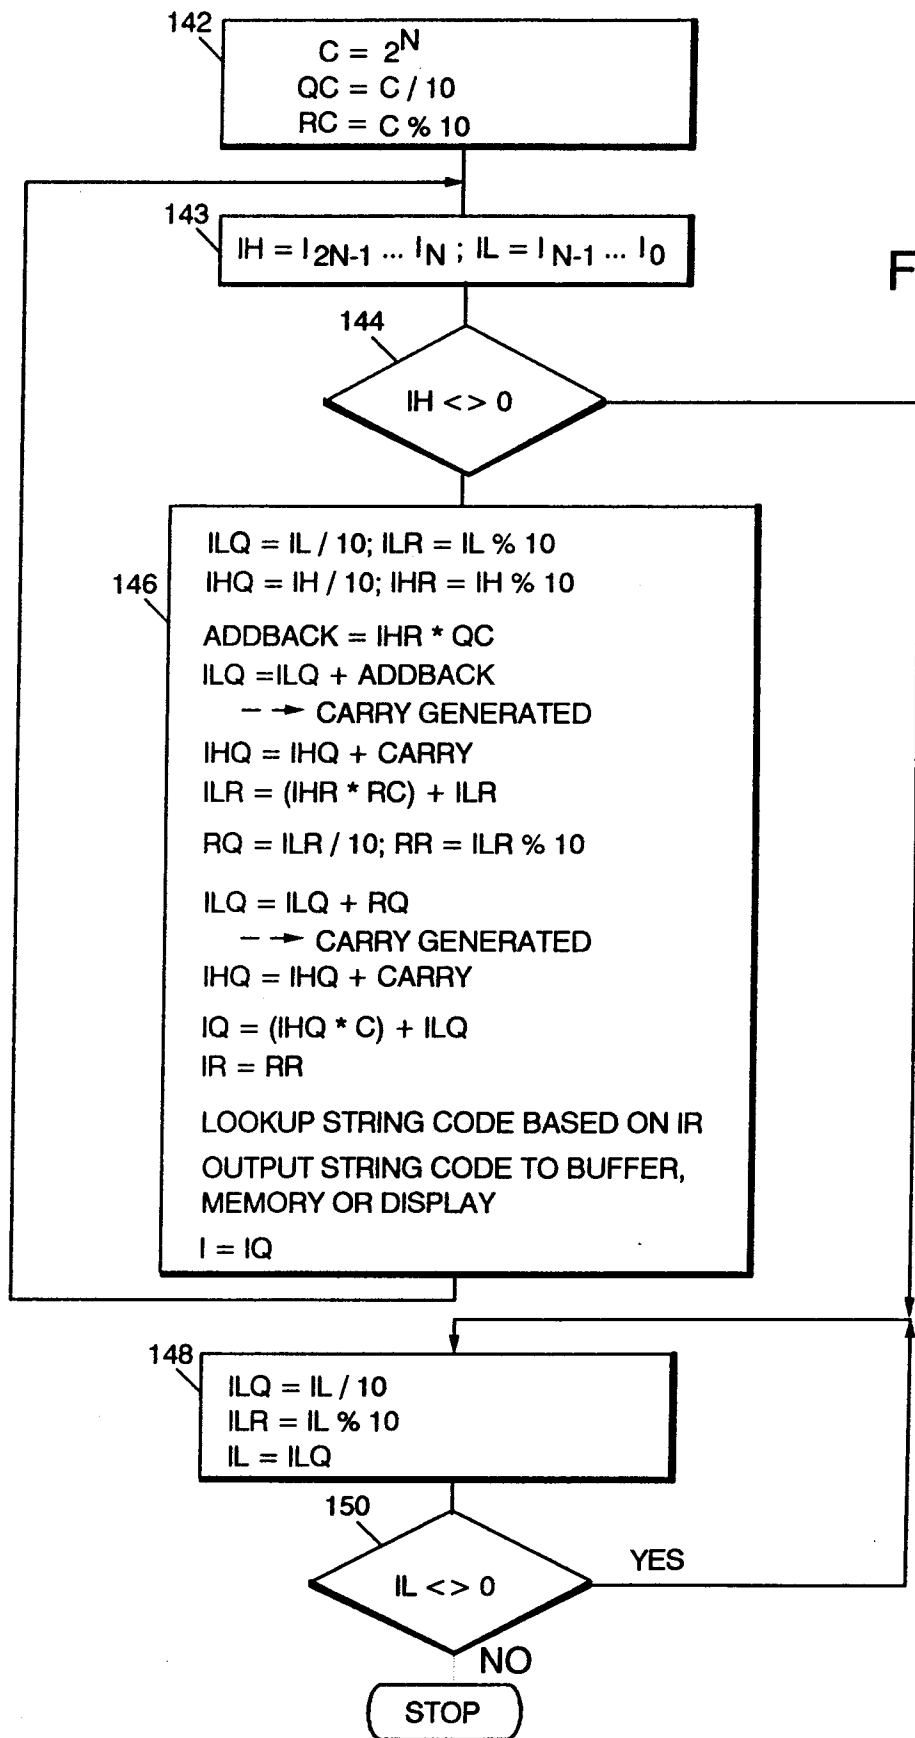 142
C = 2^N
QC = C / 10
RC = C % 10
143
IH = I_2N-1 ... I_N ; IL = I_N-1 ... I_0
F
144
IH < > 0
146
ILQ = IL / 10; ILR = IL % 10
IHQ = IH / 10; IHR = IH % 10
ADDBACK = IHR * QC
ILQ =ILQ + ADDBACK
– → CARRY GENERATED
IHQ = IHQ + CARRY
ILR = (IHR * RC) + ILR
RQ = ILR / 10; RR = ILR % 10
ILQ = ILQ + RQ
– → CARRY GENERATED
IHQ = IHQ + CARRY
IQ = (IHQ * C) + ILQ
IR = RR
LOOKUP STRING CODE BASED ON IR
OUTPUT STRING CODE TO BUFFER,
MEMORY OR DISPLAY
I = IQ
148
ILQ = IL / 10
ILR = IL % 10
IL = ILQ
150
IL < > 0
YES
NO
STOP